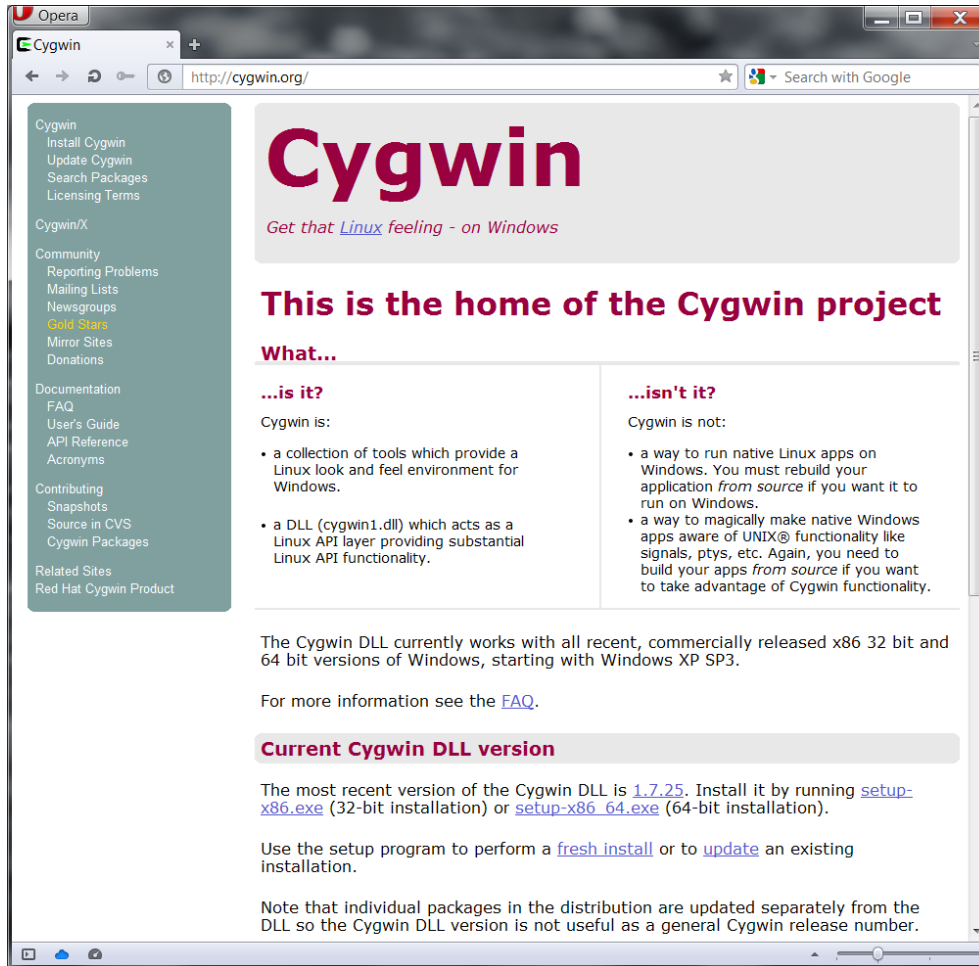 Opera
Cygwin
http://cygwin.org/
Search with Google
Cygwin
Install Cygwin
Update Cygwin
Search Packages
Licensing Terms
Cygwin/X
Community
Reporting Problems
Mailing Lists
Newsgroups
Gold Stars
Mirror Sites
Donations
Documentation
FAQ
User's Guide
API Reference
Acronyms
Contributing
Snapshots
Source in CVS
Cygwin Packages
Related Sites
Red Hat Cygwin Product
Cygwin
Get that Linux feeling - on Windows
This is the home of the Cygwin project
What...
...is it?
Cygwin is:
• a collection of tools which provide a
Linux look and feel environment for
Windows.
• a DLL (cygwin1.dll) which acts as a
Linux API layer providing substantial
Linux API functionality.
...isn't it?
Cygwin is not:
• a way to run native Linux apps on
Windows. You must rebuild your
application from source if you want it to
run on Windows.
• a way to magically make native Windows
apps aware of UNIX® functionality like
signals, ptys, etc. Again, you need to
build your apps from source if you want
to take advantage of Cygwin functionality.
The Cygwin DLL currently works with all recent, commercially released x86 32 bit and
64 bit versions of Windows, starting with Windows XP SP3.
For more information see the FAQ.
Current Cygwin DLL version
The most recent version of the Cygwin DLL is 1.7.25. Install it by running setup-
x86.exe (32-bit installation) or setup-x86_64.exe (64-bit installation).
Use the setup program to perform a fresh install or to update an existing
installation.
Note that individual packages in the distribution are updated separately from the
DLL so the Cygwin DLL version is not useful as a general Cygwin release number.